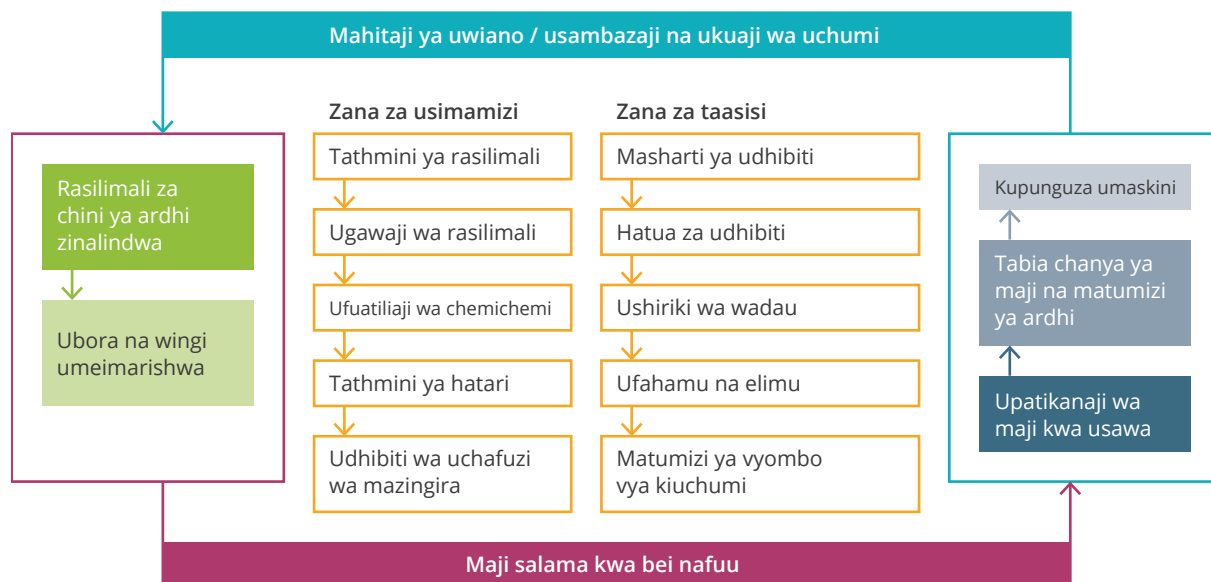 Mahitaji ya uwiano / usambazaji na ukuaji wa uchumi
Rasilimali za
chini ya ardhi
zinalindwa
Ubora na wingi
umeimarishwa
Zana za usimamizi
Tathmini ya rasilimali
Ugawaji wa rasilimali
Ufuatiliaji wa chemichemi
Tathmini ya hatari
Udhibiti wa uchafuzi
wa mazingira
Zana za taasisi
Masharti ya udhibiti
Hatua za udhibiti
Ushiriki wa wadau
Ufahamu na elimu
Matumizi ya vyombo
vya kiuchumi
Kupunguza umaskini
Tabia chanya ya
maji na matumizi
ya ardhi
Upatikanaji wa
maji kwa usawa
Maji salama kwa bei nafuu